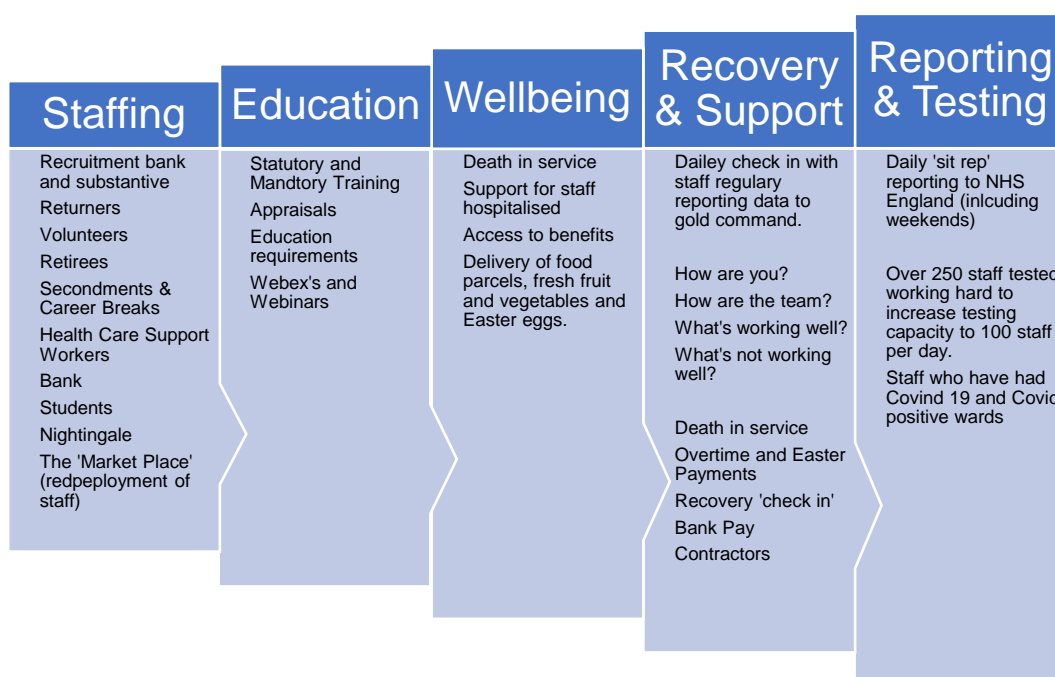 Staffing
Recruitment bank
and substantive
Returners
Volunteers
Retirees
Secondments &
Career Breaks
Health Care Support
Workers
Bank
Students
Nightingale
The 'Market Place'
(redpeployment of
staff)
Education
Statutory and
Mandtory Training
Appraisals
Education
requirements
Webex's and
Webinars
Wellbeing
Death in service
Support for staff
hospitalised
Access to benefits
Delivery of food
parcels, fresh fruit
and vegetables and
Easter eggs.
Recovery
& Support
Dailey check in with
staff regulary
reporting data to
gold command.
How are you?
How are the team?
What's working well?
What's not working
well?
Death in service
Overtime and Easter
Payments
Recovery 'check in'
Bank Pay
Contractors
Reporting
& Testing
Daily 'sit rep'
reporting to NHS
England (inlcuding
weekends)
Over 250 staff tested
working hard to
increase testing
capacity to 100 staff
per day.
Staff who have had
Covind 19 and Covid
positive wards